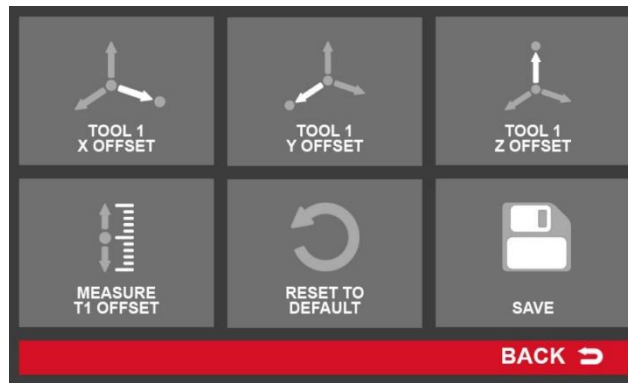 TOOL 1
X OFFSET
TOOL 1
Y OFFSET
TOOL 1
Z OFFSET
MEASURE
T1 OFFSET
RESET TO
DEFAULT
SAVE
BACK